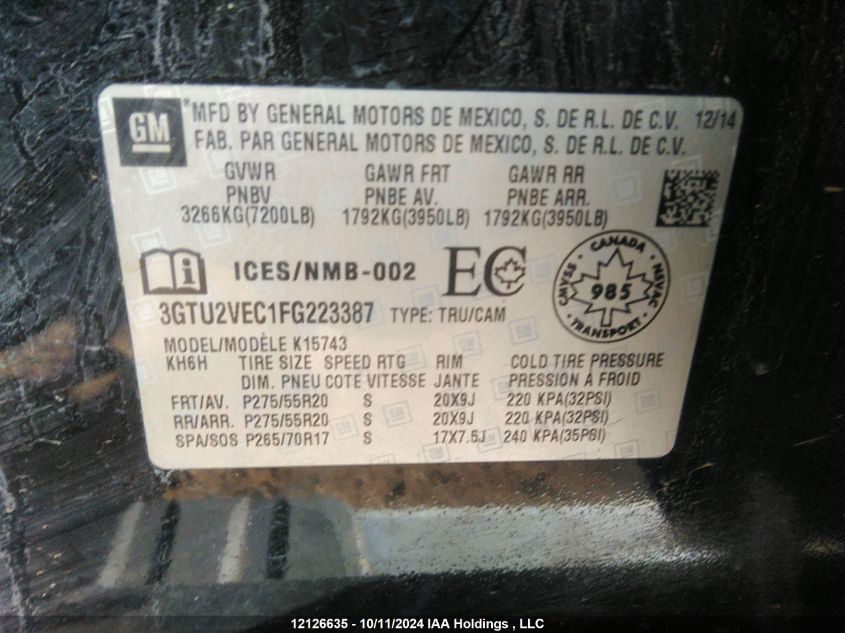 GM
*MFD BY GENERAL MOTORS DE MEXICO, S. DE R.L. DE C.V. 12/14
FAB. PAR GENERAL MOTORS DE MEXICO, S. DE R.L. DE C.V.
GVWR GAWR FRT GAWR RR
PNBV PNBE AV. PNBE ARR.
3266KG(7200LB) 1792KG(3950LB) 1792KG(3950LB)
i ICES/NMB-002 EC
CANADA
CMVSS 985 NSVAC
TRANSPORT
3GTU2VEC1FG223387 TYPE: TRU/CAM
MODEL/MODÈLE K15743
KH6H TIRE SIZE SPEED RTG RIM COLD TIRE PRESSURE
DIM. PNEU COTE VITESSE JANTE PRESSION A FROID
FRT/AV. P275/55R20 S 20X9J 220 KPA(32PSI)
RR/ARR. P275/55R20 S 20X9J 220 KPA(32PSI)
SPA/SOS P265/70R17 S 17X7.5J 240 KPA(35PSI)
12126635 - 10/11/2024 IAA Holdings , LLC